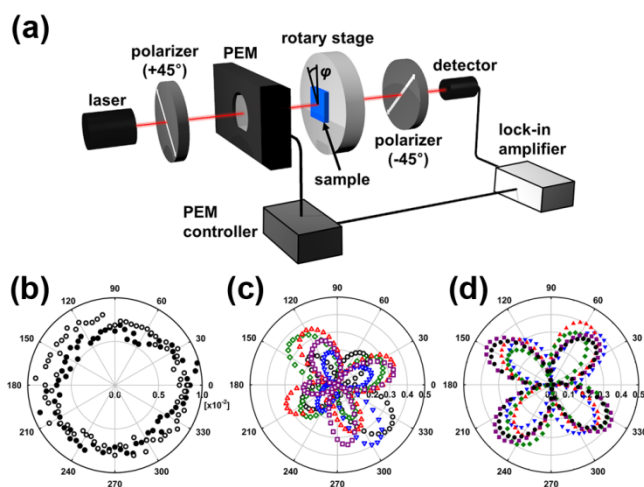 (a)
polarizer
(+45°)
PEM
rotary stage
φ
detector
laser
polarizer
(-45°)
lock-in
amplifier
sample
PEM
controller
(b)
(c)
(d)
90
120
60
150
30
180
0
0.0
0.5
1.0
[x10⁻²]
210
330
240
300
270
90
120
60
150
30
180
0
0.0 0.1 0.2 0.3 0.4 0.5
210
330
240
300
270
90
120
60
150
30
180
0
0.1 0.2 0.3 0.4 0.5
210
330
240
300
270